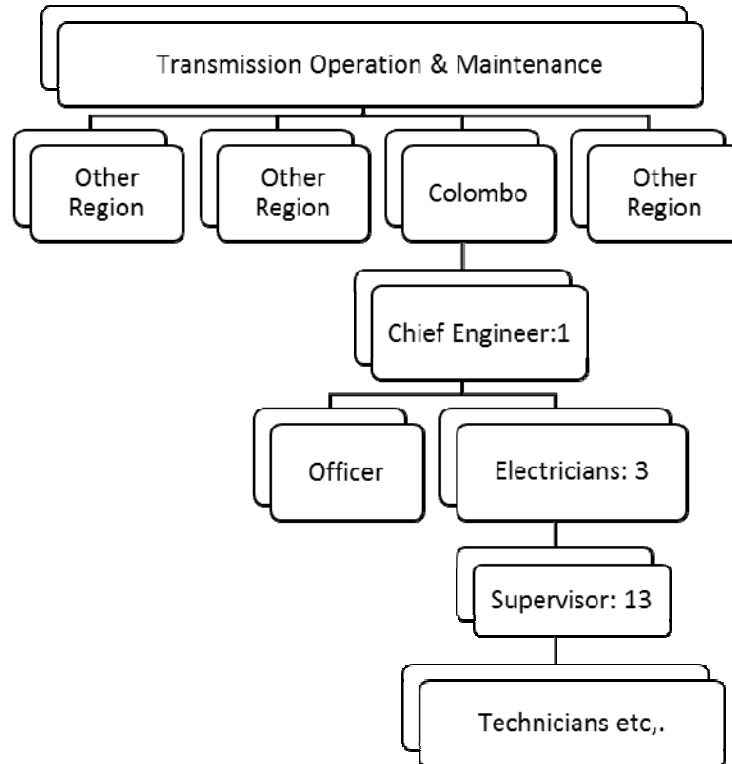 Transmission Operation & Maintenance
Other
Region
Other
Region
Colombo
Other
Region
Chief Engineer:1
Officer
Electricians: 3
Supervisor: 13
Technicians etc,.